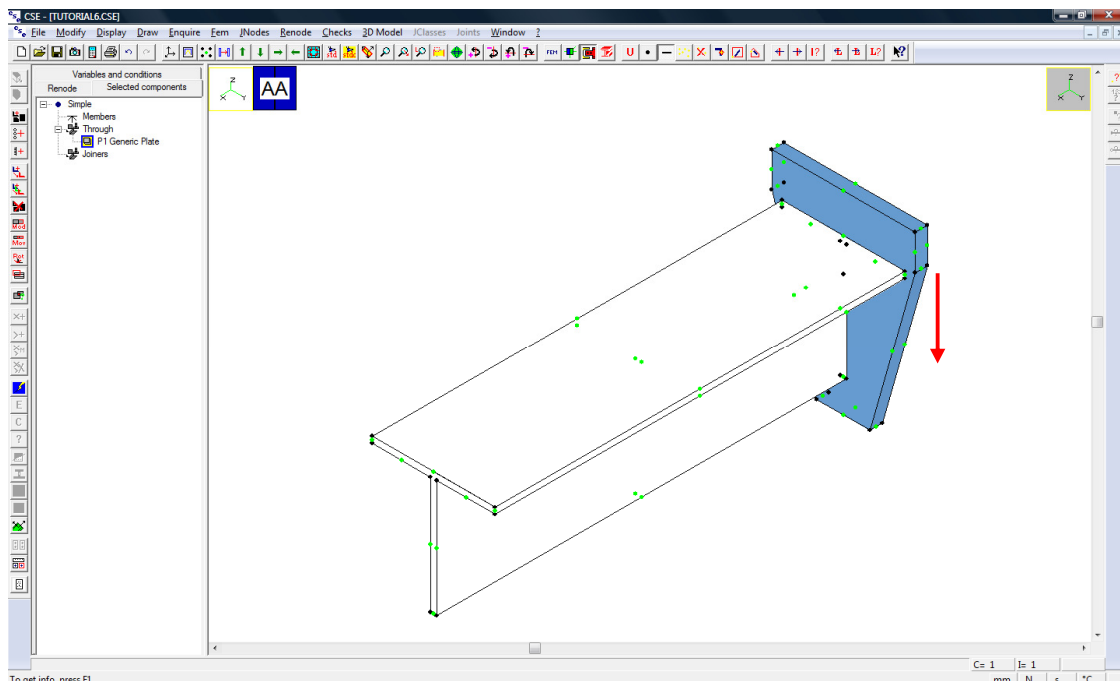 CSE - [TUTORIAL6.CSE]
File Modify Display Draw Enquire Fem JNodes Renode Checks 3D Model JClasses Joints Window ?
Variables and conditions
Renode Selected components
Simple
Members
Through
P1 Generic Plate
Joiners
Z
X Y
AA
Z
X Y
C= 1 I= 1
To get info, press F1
mm N s °C